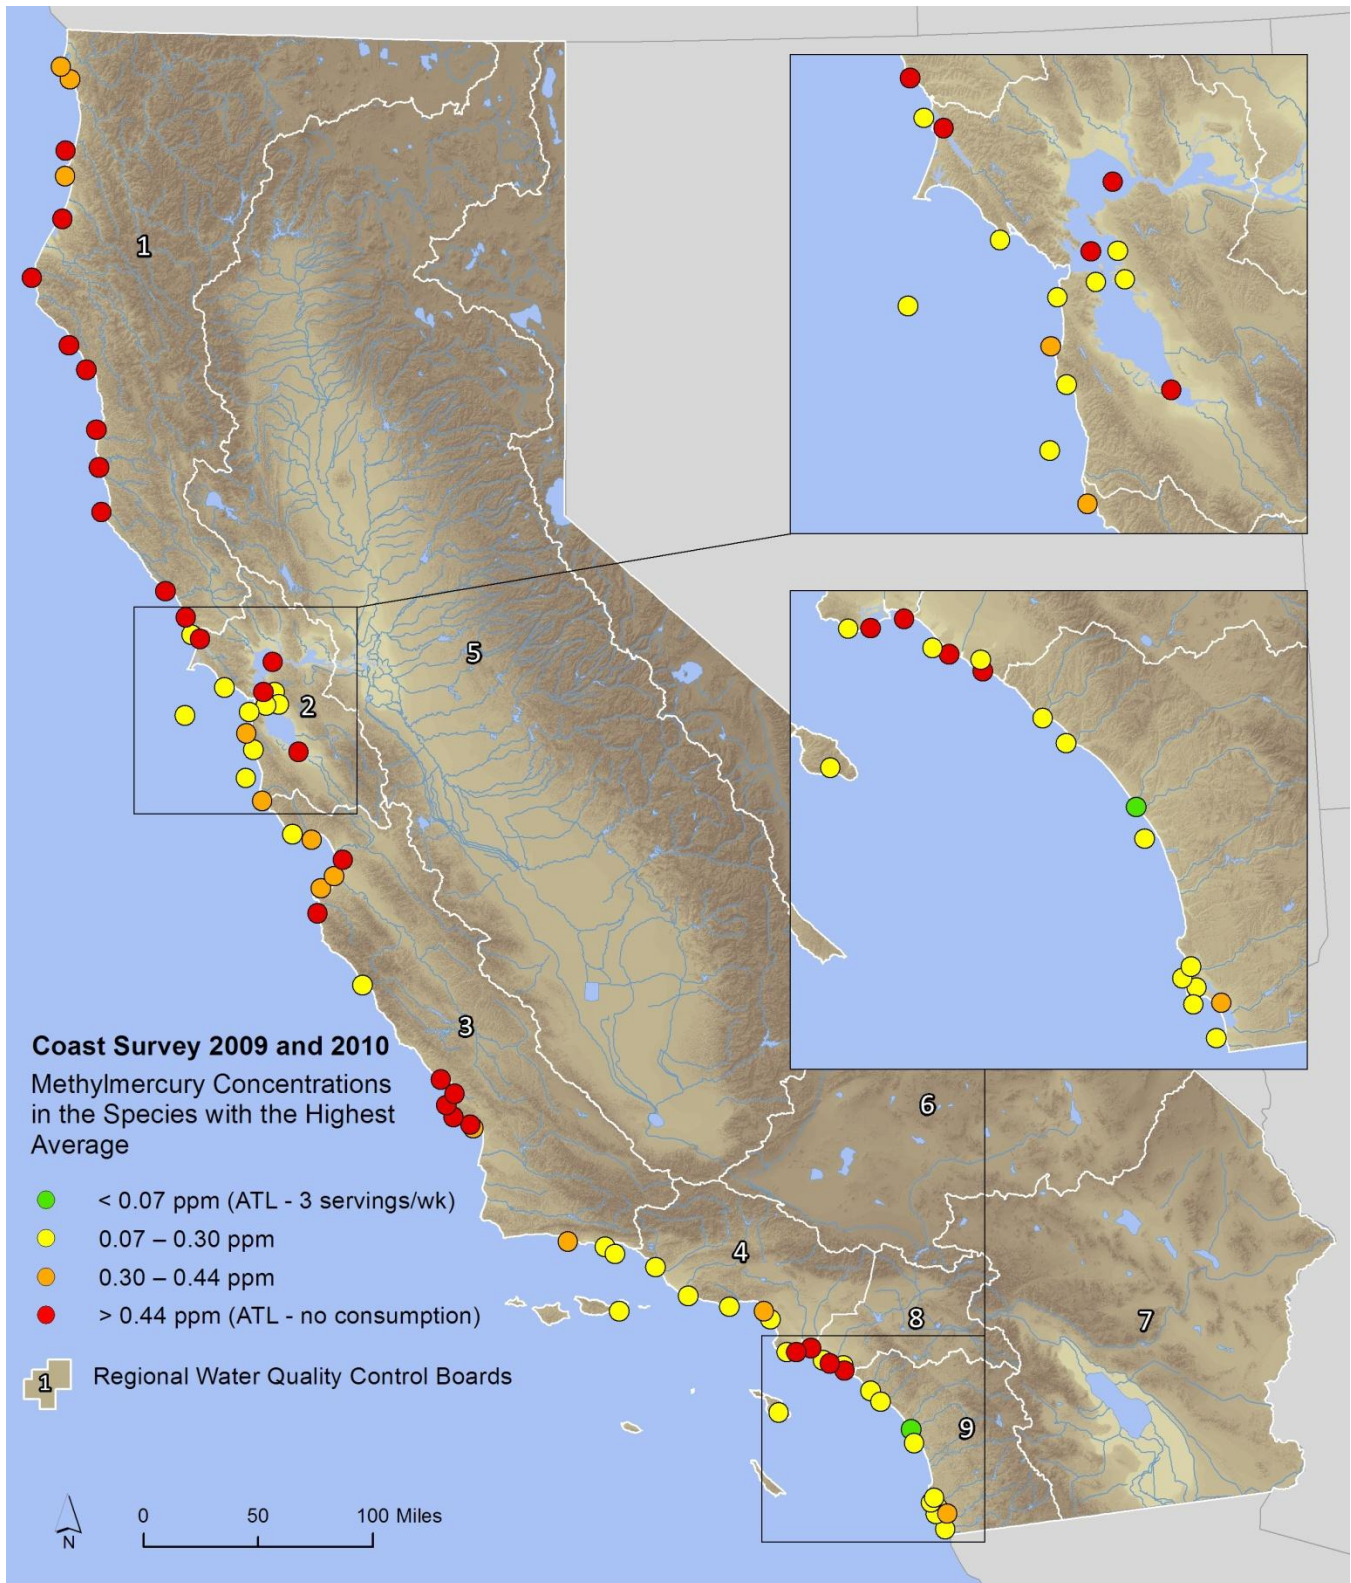 1
2
5
3
6
4
8
7
9
Coast Survey 2009 and 2010
Methylmercury Concentrations
in the Species with the Highest
Average
< 0.07 ppm (ATL - 3 servings/wk)
0.07 – 0.30 ppm
0.30 – 0.44 ppm
> 0.44 ppm (ATL - no consumption)
1 Regional Water Quality Control Boards
N
0 50 100 Miles